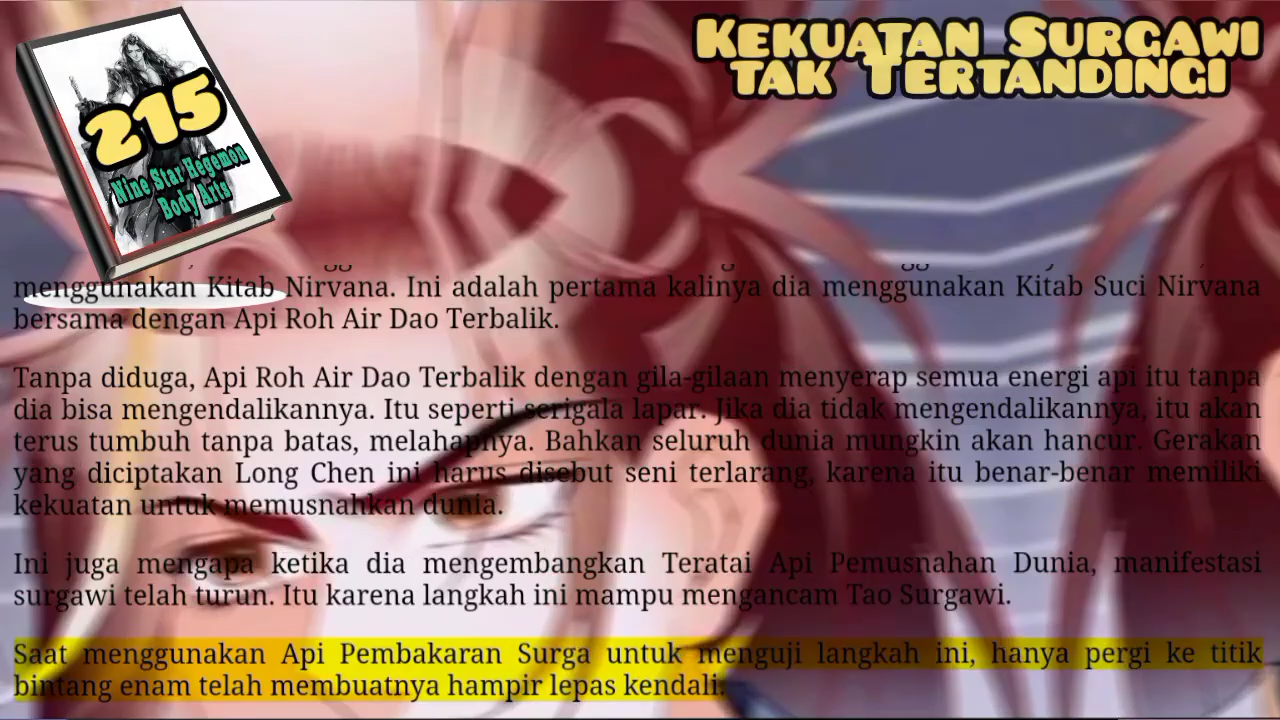 KEKUATAN SURGAWI
TAK TERTANDINGI
215
Nine Star Hegemon
Body Arts
menggunakan Kitab Nirvana. Ini adalah pertama kalinya dia menggunakan Kitab Suci Nirvana
bersama dengan Api Roh Air Dao Terbalik.
Tanpa diduga, Api Roh Air Dao Terbalik dengan gila-gilaan menyerap semua energi api itu tanpa
dia bisa mengendalikannya. Itu seperti serigala lapar. Jika dia tidak mengendalikannya, itu akan
terus tumbuh tanpa batas, melahapnya. Bahkan seluruh dunia mungkin akan hancur. Gerakan
yang diciptakan Long Chen ini harus disebut seni terlarang, karena itu benar-benar memiliki
kekuatan untuk memusnahkan dunia.
Ini juga mengapa ketika dia mengembangkan Teratai Api Pemusnahan Dunia, manifestasi
surgawi telah turun. Itu karena langkah ini mampu mengancam Tao Surgawi.
Saat menggunakan Api Pembakaran Surga untuk menguji langkah ini, hanya pergi ke titik
bintang enam telah membuatnya hampir lepas kendali.